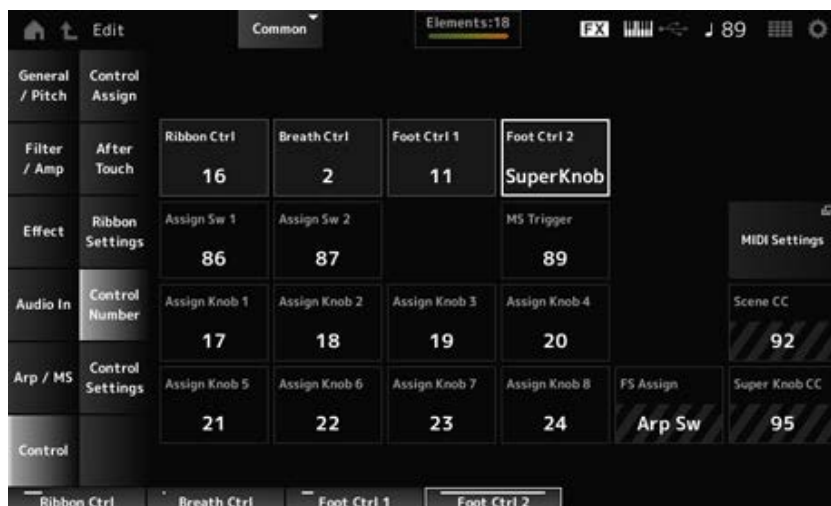 Edit
Common
Elements:18
FX
89
General / Pitch
Control Assign
Filter / Amp
After Touch
Ribbon Ctrl
Breath Ctrl
Foot Ctrl 1
Foot Ctrl 2
16
2
11
SuperKnob
Effect
Ribbon Settings
Assign Sw 1
Assign Sw 2
MS Trigger
MIDI Settings
86
87
89
Audio In
Control Number
Assign Knob 1
Assign Knob 2
Assign Knob 3
Assign Knob 4
Scene CC
17
18
19
20
92
Arp / MS
Control Settings
Assign Knob 5
Assign Knob 6
Assign Knob 7
Assign Knob 8
FS Assign
Super Knob CC
21
22
23
24
Arp Sw
95
Control
Ribbon Ctrl
Breath Ctrl
Foot Ctrl 1
Foot Ctrl 2